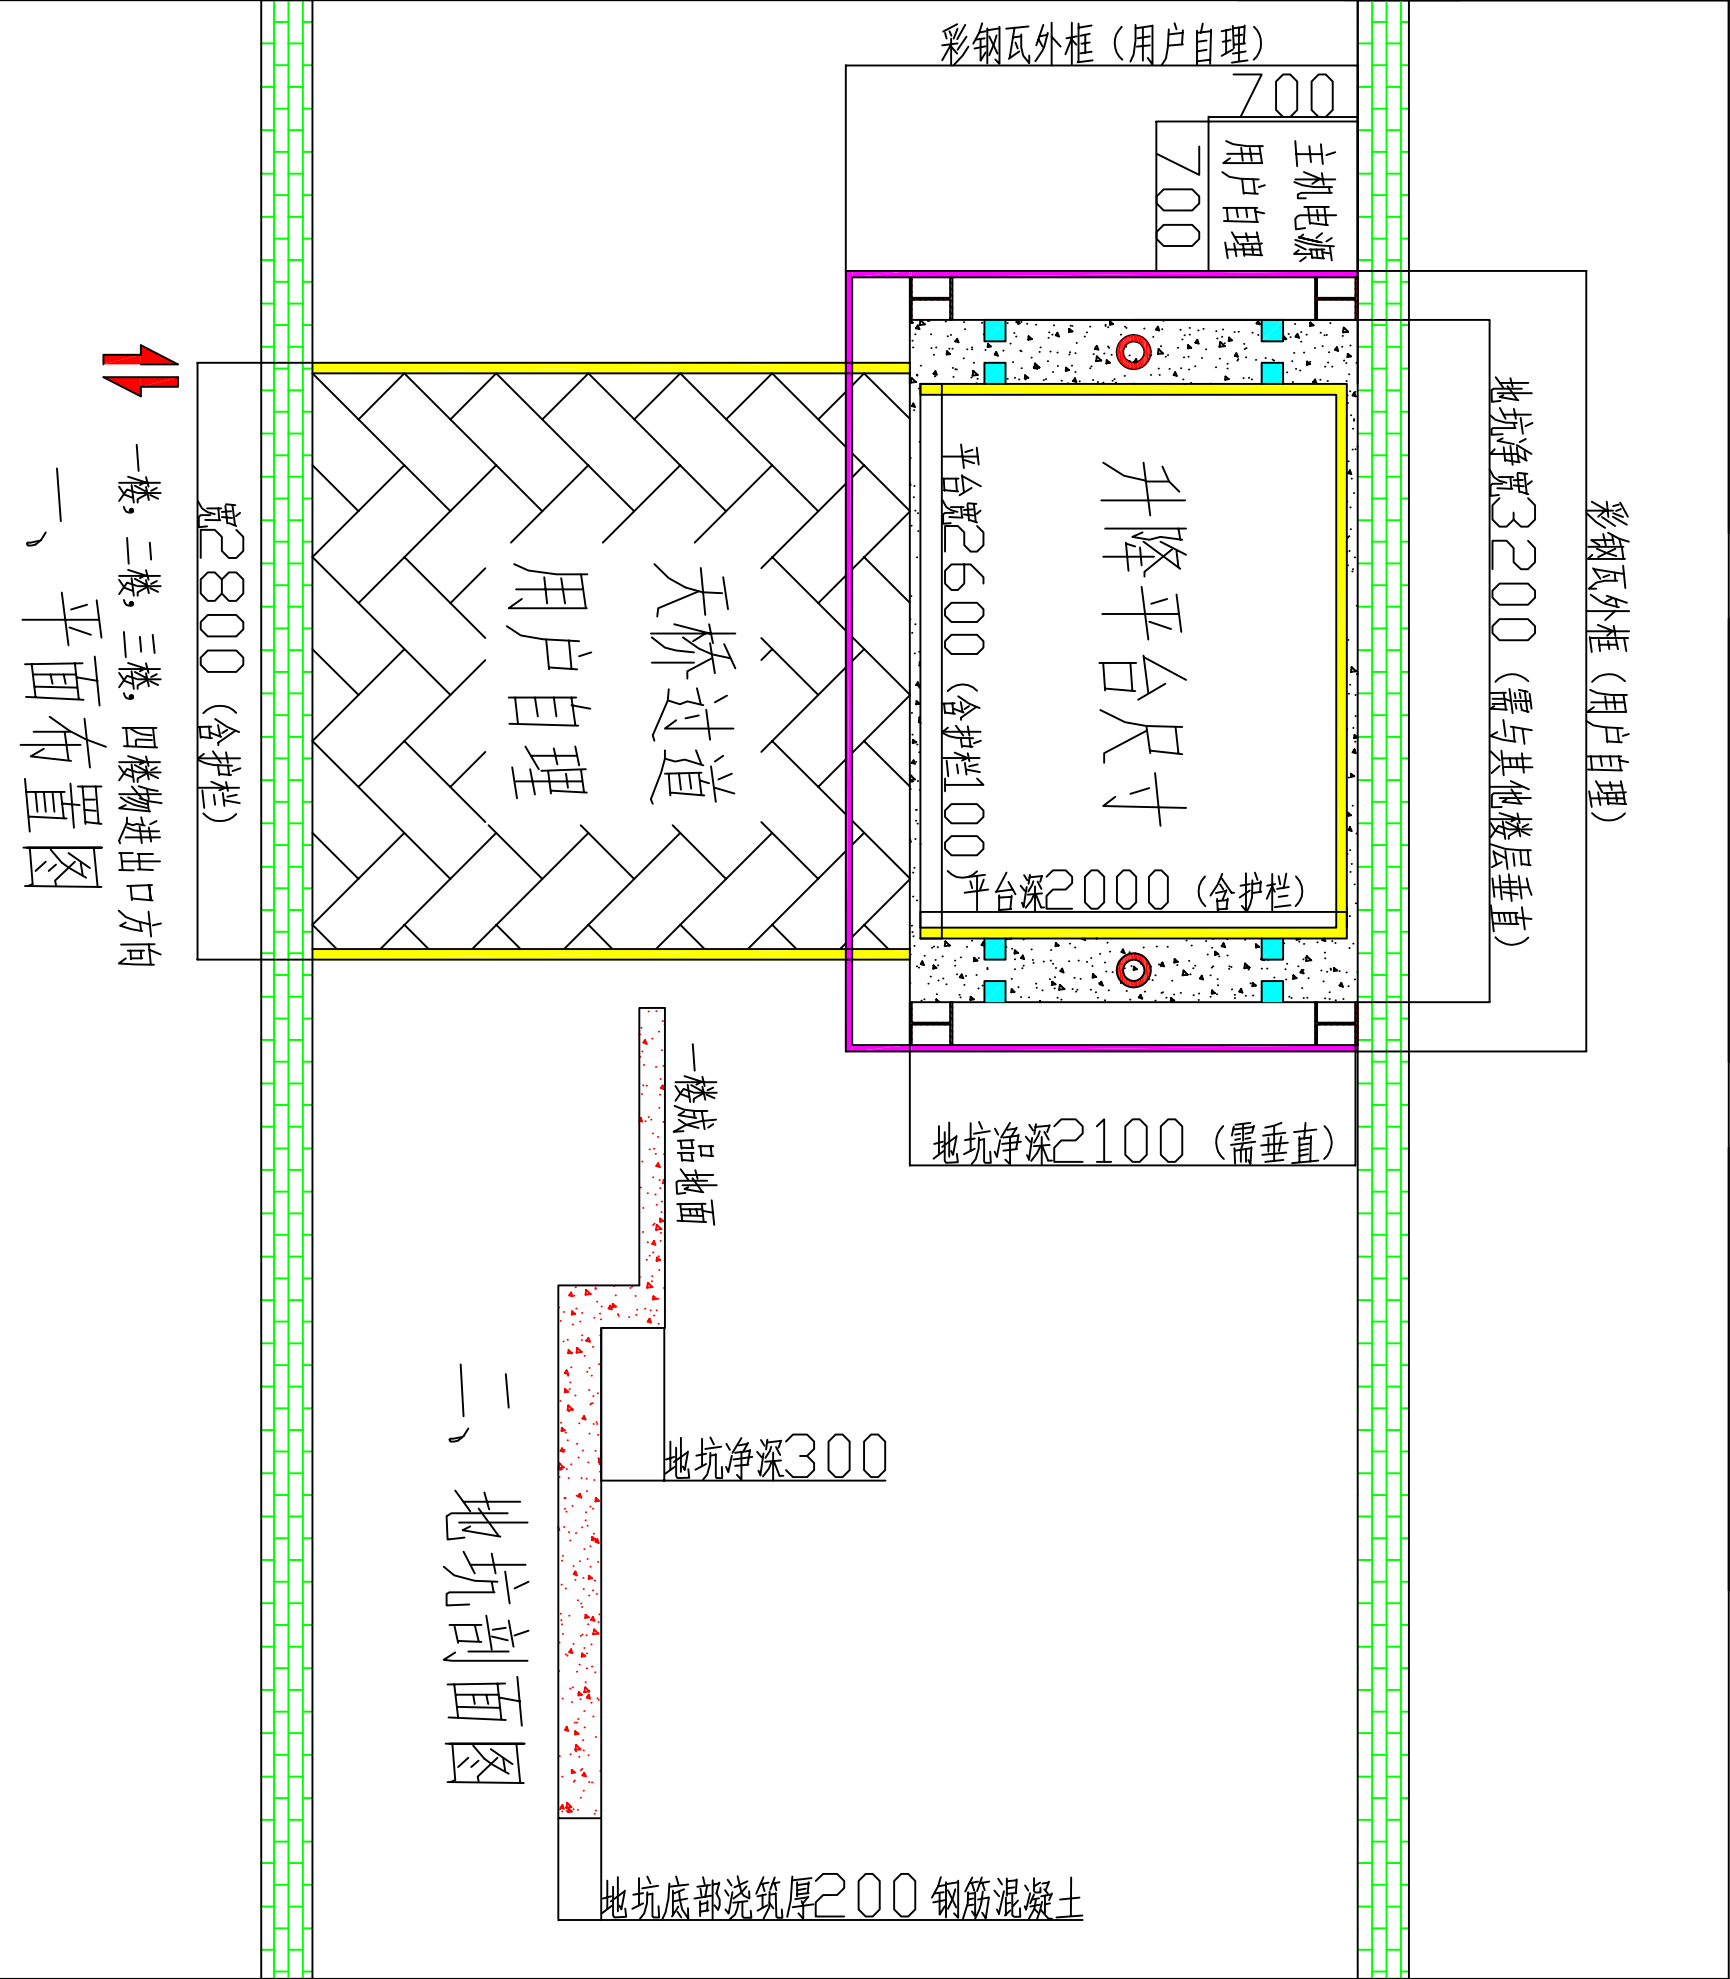 彩钢瓦外框（用户自理）
700
700
主机电源
用户自理
彩钢瓦外框（用户自理）
地坑净宽3200（需与其他楼层垂直）
升降平台尺寸
平台宽2600（含护栏100）
平台深2000（含护栏）
天桥过道
用户自理
宽2800（含护栏）
一楼，二楼，三楼，四楼物进出口方向
一、平面布置图
地坑净深2100（需垂直）
一楼成品地面
地坑净深300
二、地坑剖面图
地坑底部浇筑厚200钢筋混凝土